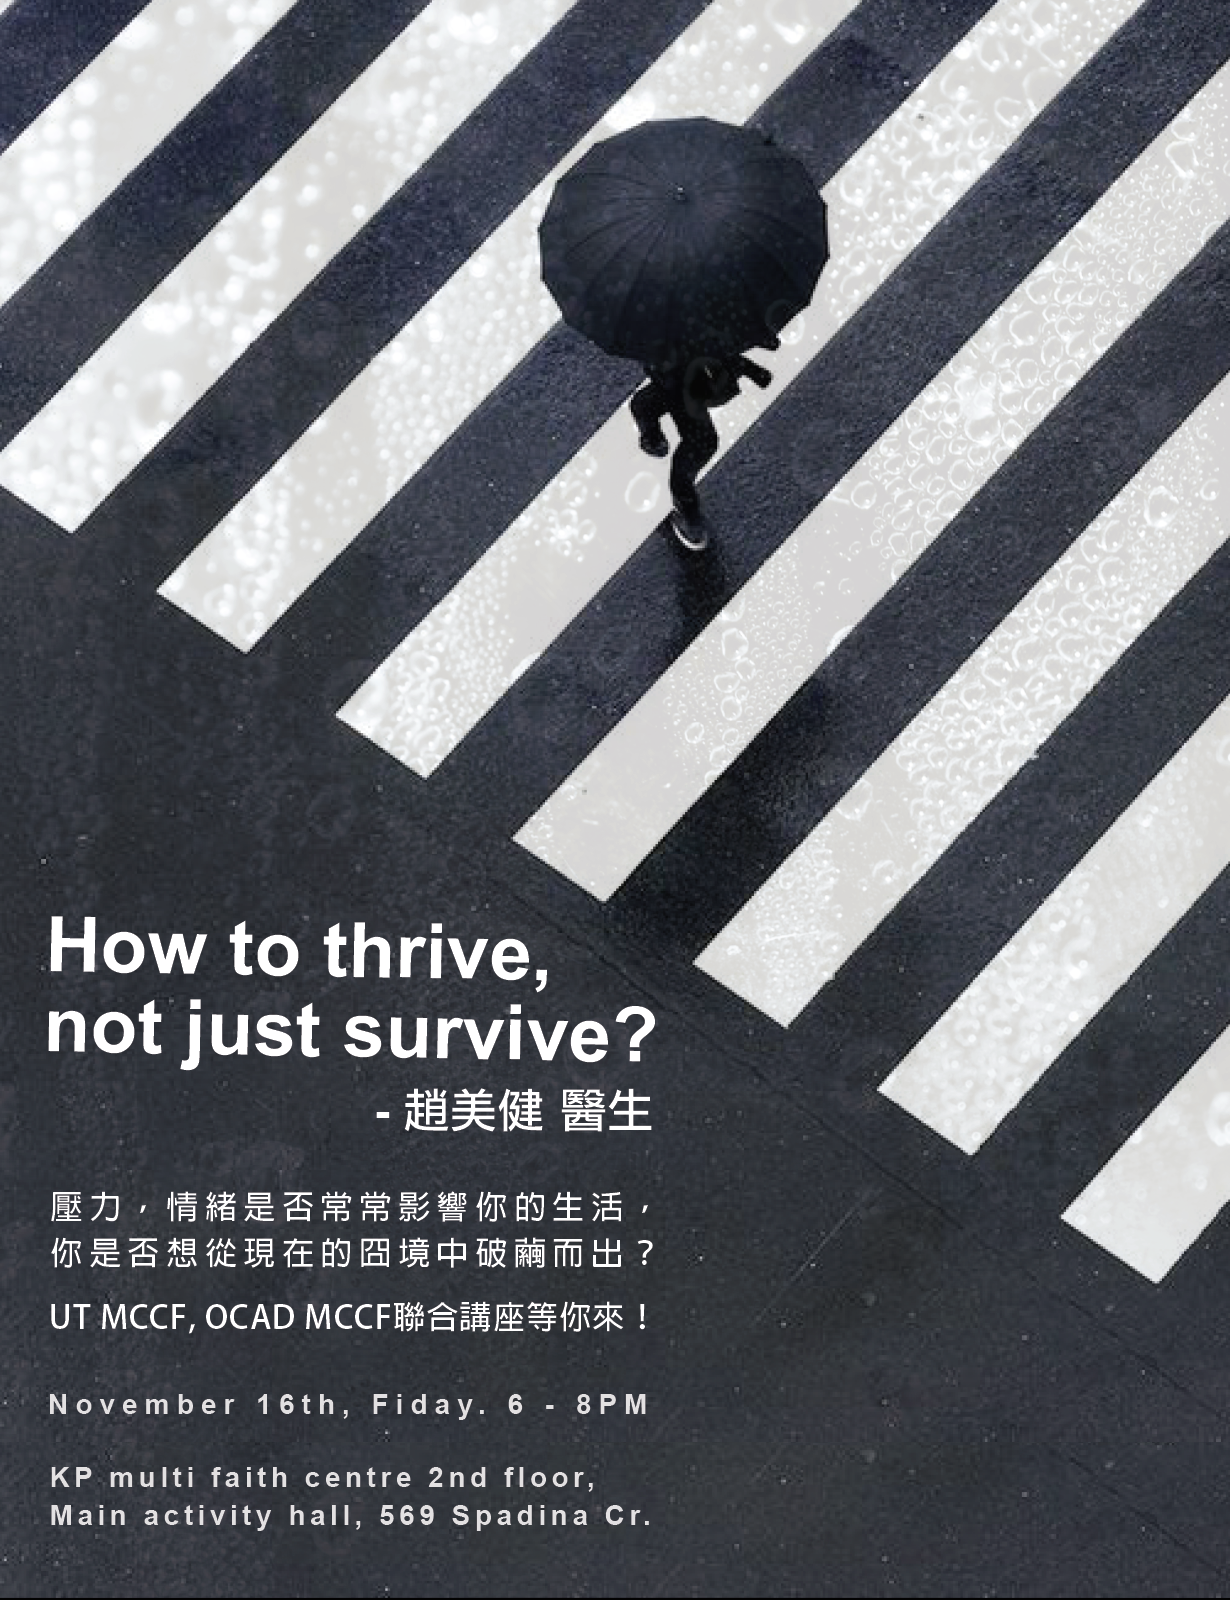 How to thrive,
not just survive?
- 趙美健 醫生
壓力，情緒是否常常影響你的生活，
你是否想從現在的囧境中破繭而出？
UT MCCF, OCAD MCCF聯合講座等你來！
November 16th, Fiday. 6 - 8PM
KP multi faith centre 2nd floor,
Main activity hall, 569 Spadina Cr.